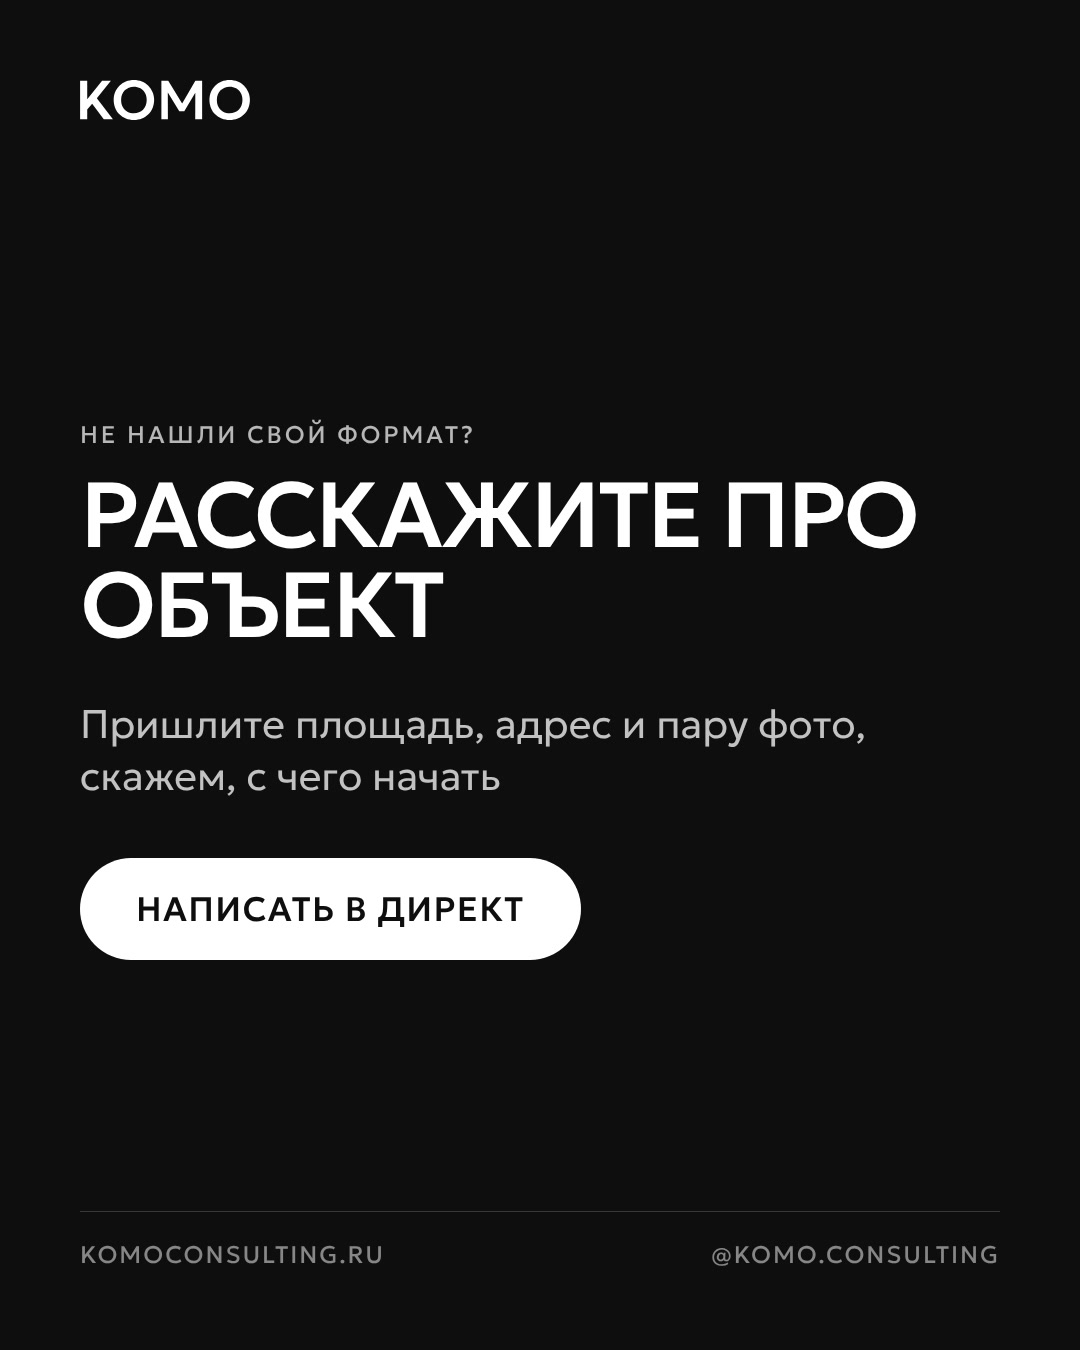 KOMO
НЕ НАШЛИ СВОЙ ФОРМАТ?
РАССКАЖИТЕ ПРО
ОБЪЕКТ
Пришлите площадь, адрес и пару фото,
скажем, с чего начать
НАПИСАТЬ В ДИРЕКТ
KOMOCONSULTING.RU
@KOMO.CONSULTING